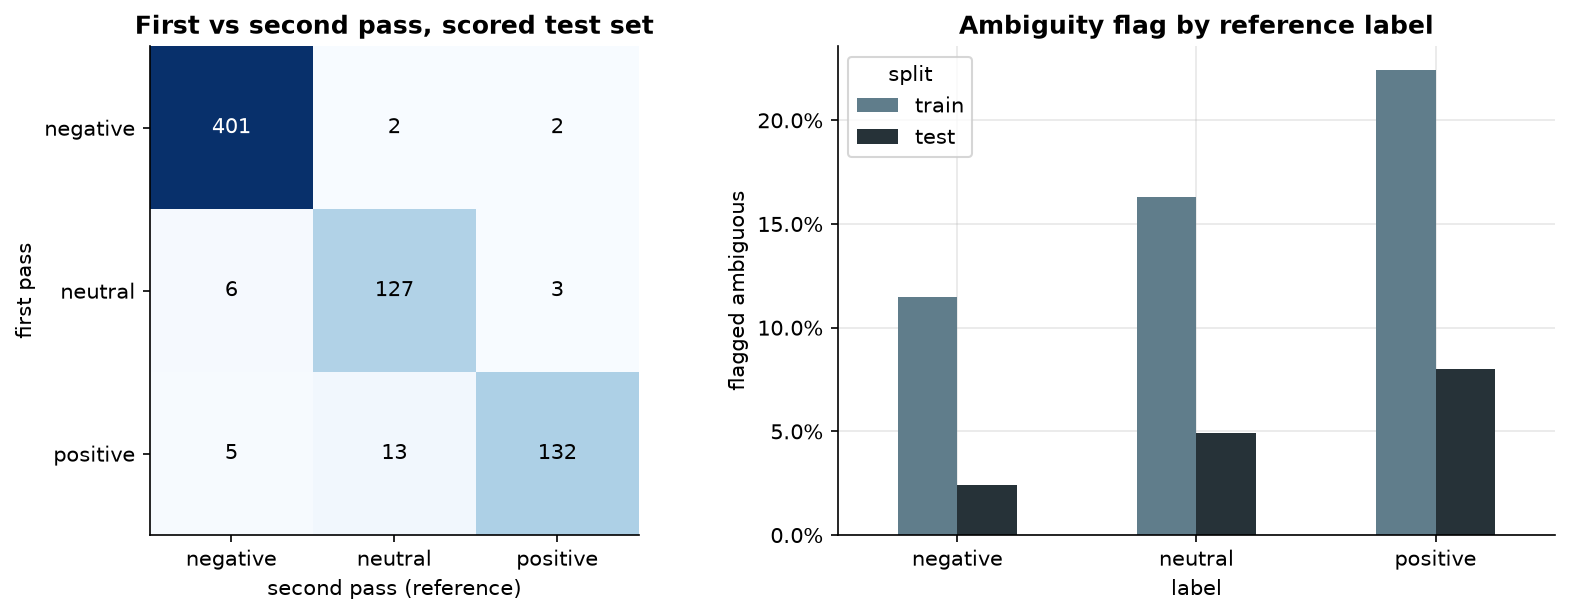 First vs second pass, scored test set
negative
neutral
positive
first pass
401 2 2
6 127 3
5 13 132
negative neutral positive
second pass (reference)
Ambiguity flag by reference label
split
train
test
20.0%
15.0%
10.0%
5.0%
0.0%
flagged ambiguous
negative neutral positive
label